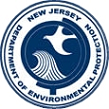 NEW JERSEY
DEPARTMENT OF ENVIRONMENTAL PROTECTION